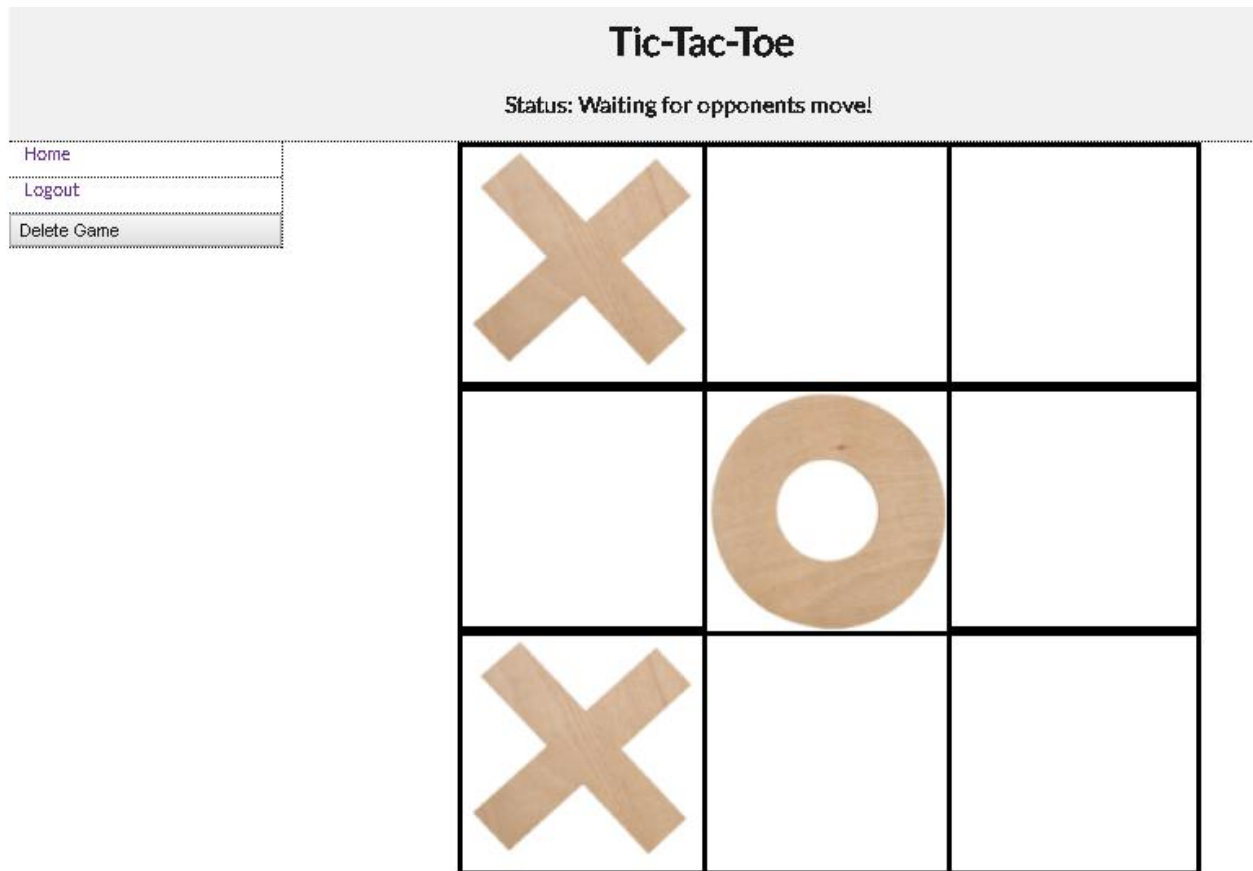 Tic-Tac-Toe
Status: Waiting for opponents move!
Home
Logout
Delete Game